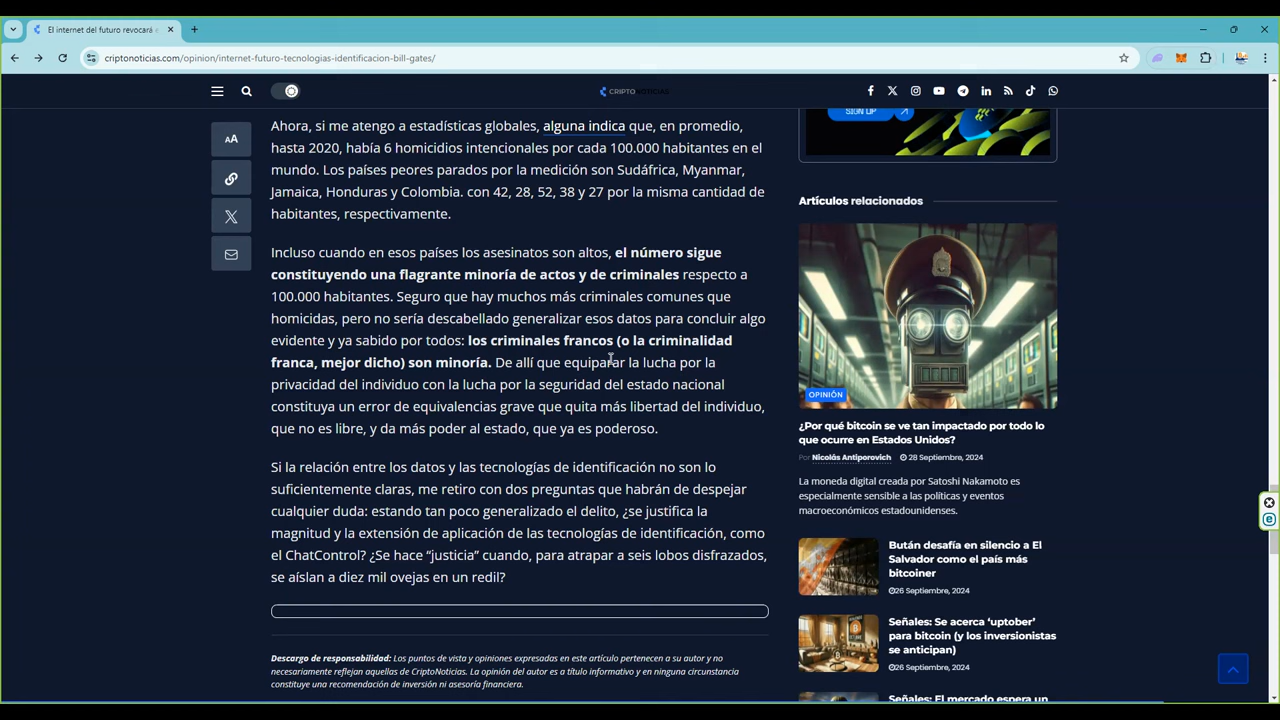 El internet del futuro revocará
criptonoticias.com/opinion/internet-futuro-tecnologias-identificacion-bill-gates/
CRIPTONOTICIAS
AA
SIGN UP
Ahora, si me atengo a estadísticas globales, alguna indica que, en promedio,
hasta 2020, había 6 homicidios intencionales por cada 100.000 habitantes en el
mundo. Los países peores parados por la medición son Sudáfrica, Myanmar,
Jamaica, Honduras y Colombia. con 42, 28, 52, 38 y 27 por la misma cantidad de
habitantes, respectivamente.
Incluso cuando en esos países los asesinatos son altos, el número sigue
constituyendo una flagrante minoría de actos y de criminales respecto a
100.000 habitantes. Seguro que hay muchos más criminales comunes que
homicidas, pero no sería descabellado generalizar esos datos para concluir algo
evidente y ya sabido por todos: los criminales francos (o la criminalidad
franca, mejor dicho) son minoría. De allí que equiparar la lucha por la
privacidad del individuo con la lucha por la seguridad del estado nacional
constituya un error de equivalencias grave que quita más libertad del individuo,
que no es libre, y da más poder al estado, que ya es poderoso.
Si la relación entre los datos y las tecnologías de identificación no son lo
suficientemente claras, me retiro con dos preguntas que habrán de despejar
cualquier duda: estando tan poco generalizado el delito, ¿se justifica la
magnitud y la extensión de aplicación de las tecnologías de identificación, como
el ChatControl? ¿Se hace “justicia” cuando, para atrapar a seis lobos disfrazados,
se aíslan a diez mil ovejas en un redil?
Descargo de responsabilidad: Los puntos de vista y opiniones expresadas en este artículo pertenecen a su autor y no
necesariamente reflejan aquellas de CriptoNoticias. La opinión del autor es a título informativo y en ninguna circunstancia
constituye una recomendación de inversión ni asesoría financiera.
Artículos relacionados
OPINIÓN
¿Por qué bitcoin se ve tan impactado por todo lo
que ocurre en Estados Unidos?
Por Nicolás Antiporovich 28 Septiembre, 2024
La moneda digital creada por Satoshi Nakamoto es
especialmente sensible a las políticas y eventos
macroeconómicos estadounidenses.
Bután desafía en silencio a El
Salvador como el país más
bitcoiner
26 Septiembre, 2024
Señales: Se acerca ‘uptober’
para bitcoin (y los inversionistas
se anticipan)
26 Septiembre, 2024
Señales: El mercado espera un